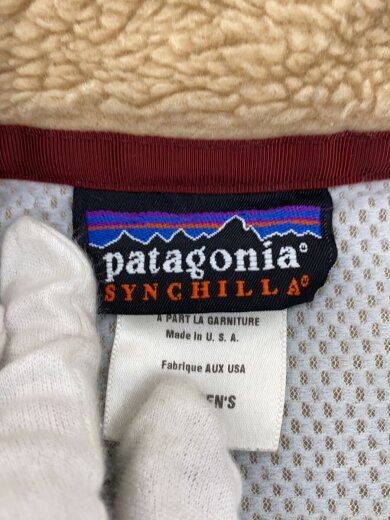 patagonia®
SYNCHILLA®
A PART LA GARNITURE
Made in U. S. A.
Fabrique AUX USA